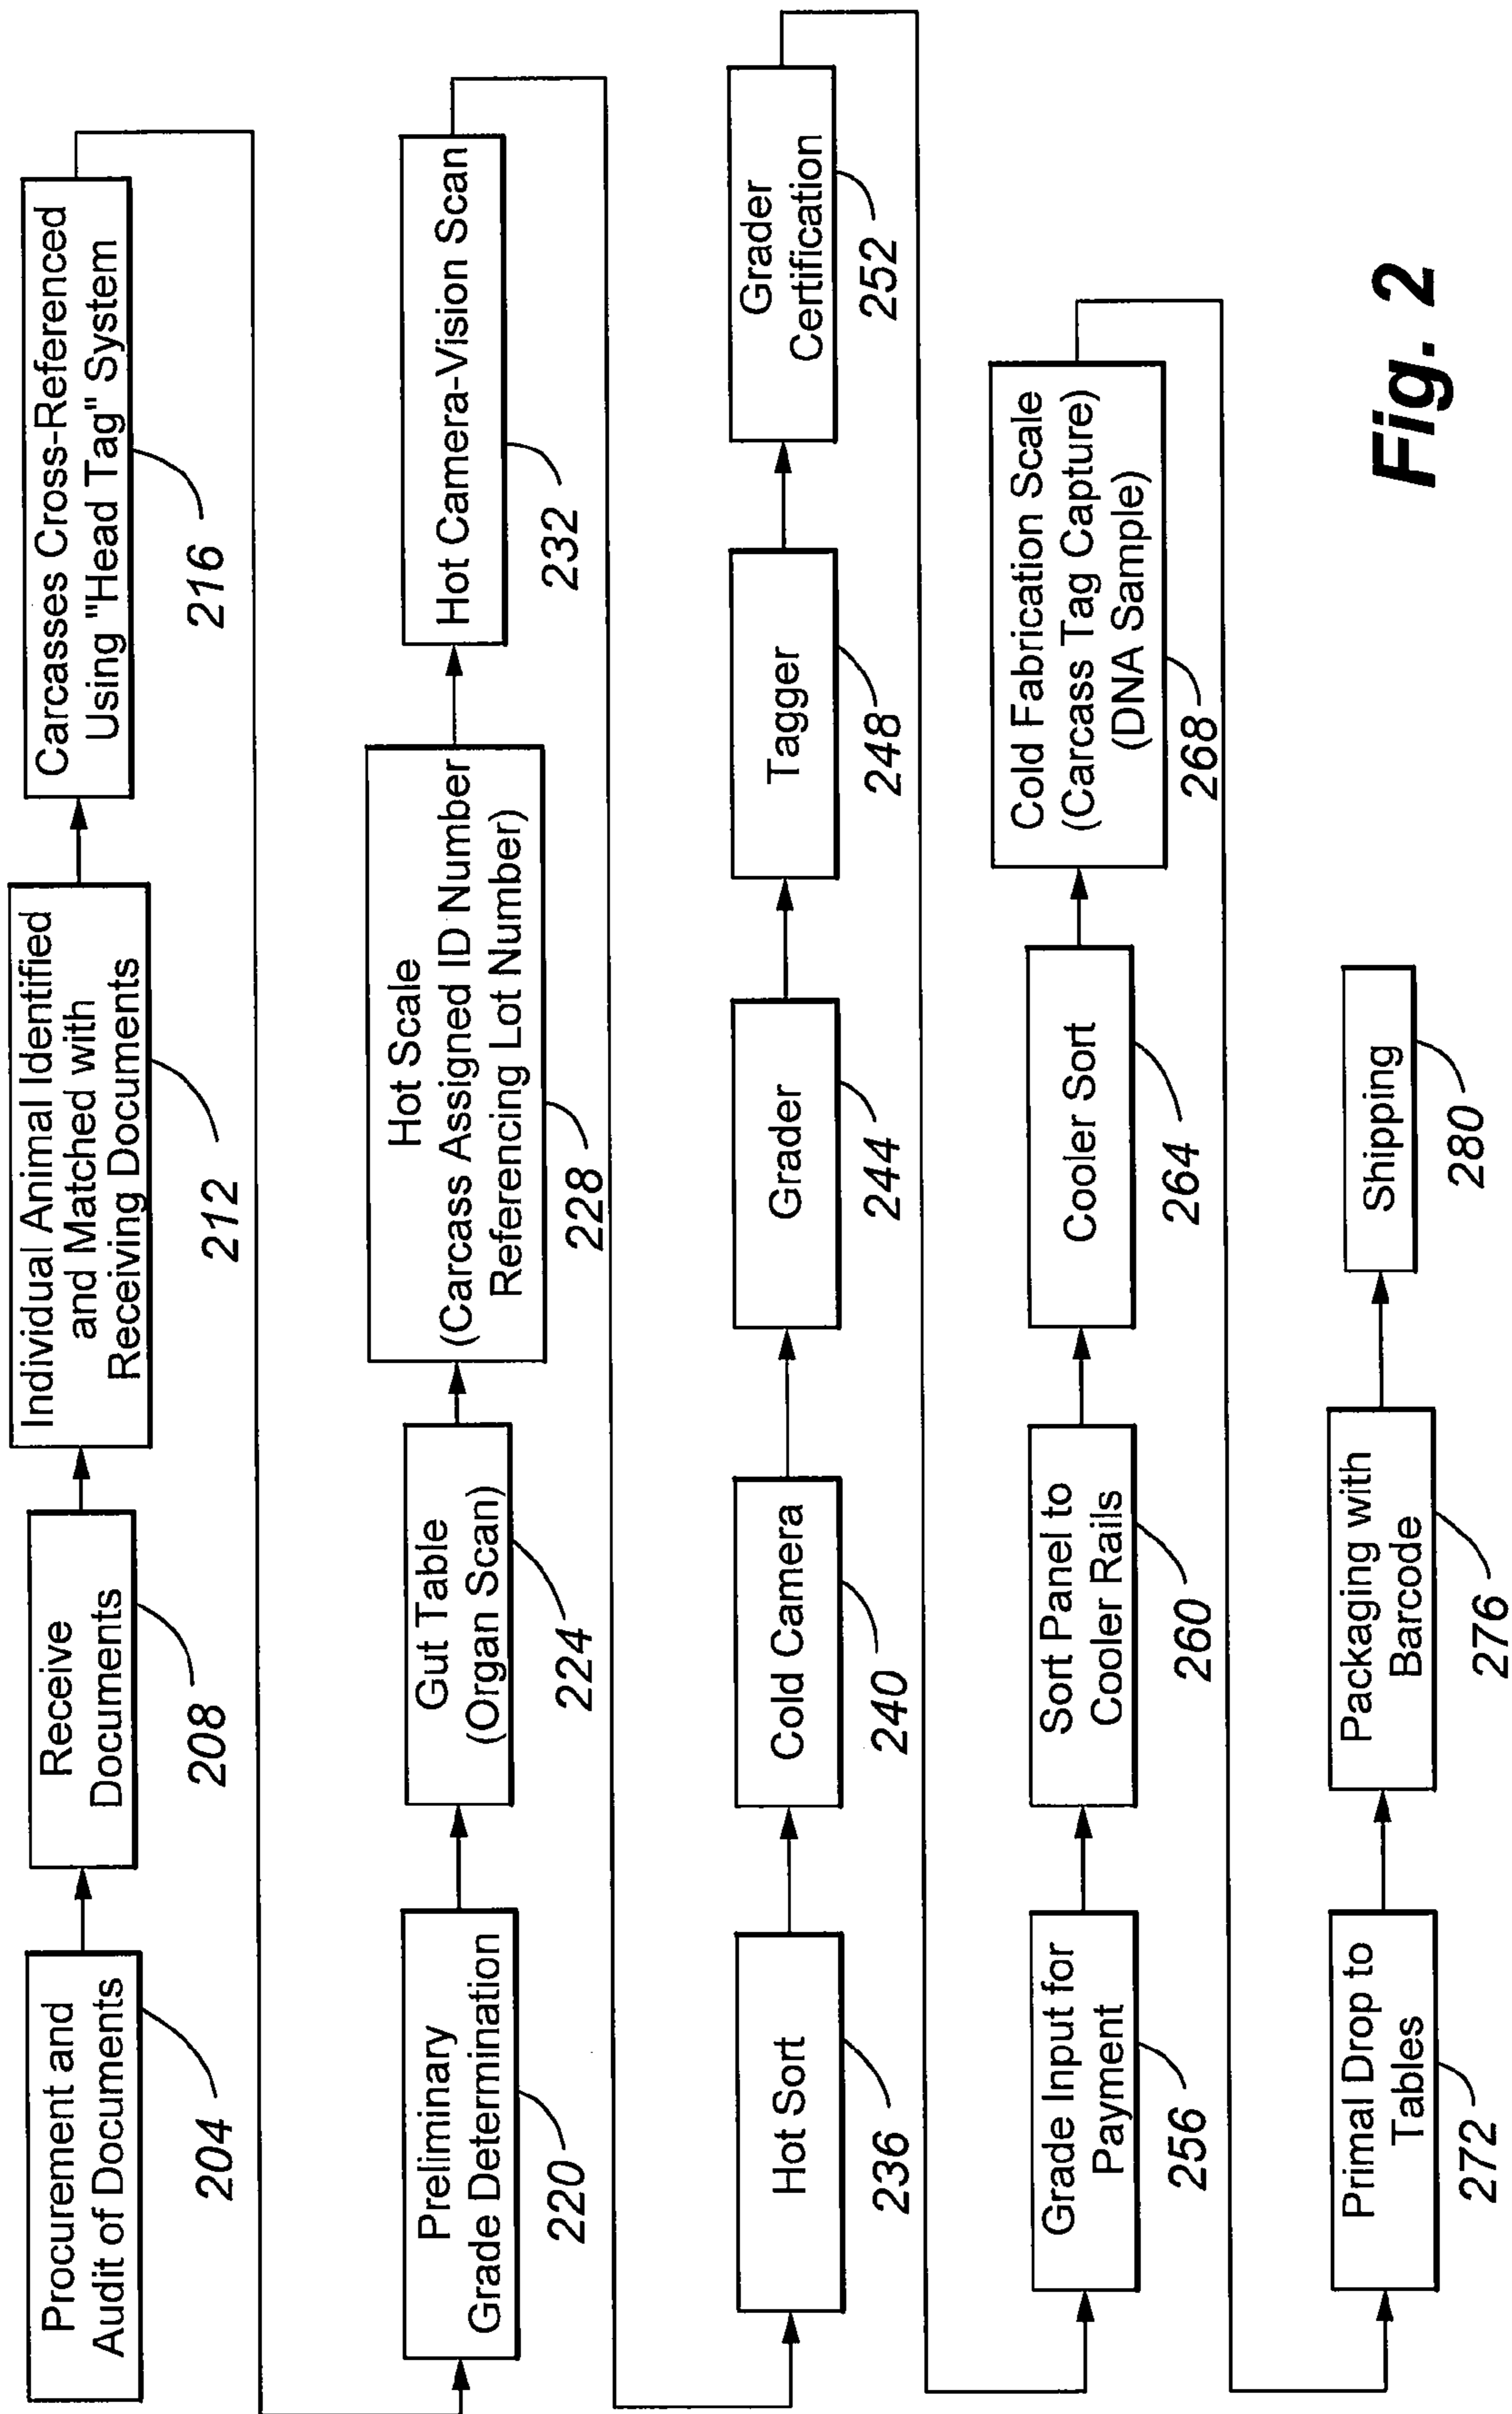 Procurement and
Audit of Documents
204
Receive
Documents
208
Individual Animal Identified
and Matched with
Receiving Documents
212
Carcasses Cross-Referenced
Using "Head Tag" System
216
Preliminary
Grade Determination
220
Gut Table
(Organ Scan)
224
Hot Scale
(Carcass Assigned ID Number
Referencing Lot Number)
228
Hot Camera-Vision Scan
232
Hot Sort
236
Cold Camera
240
Grader
244
Tagger
248
Grader
Certification
252
Grade Input for
Payment
256
Sort Panel to
Cooler Rails
260
Cooler Sort
264
Cold Fabrication Scale
(Carcass Tag Capture)
(DNA Sample)
268
Primal Drop to
Tables
272
Packaging with
Barcode
276
Shipping
280
Fig. 2